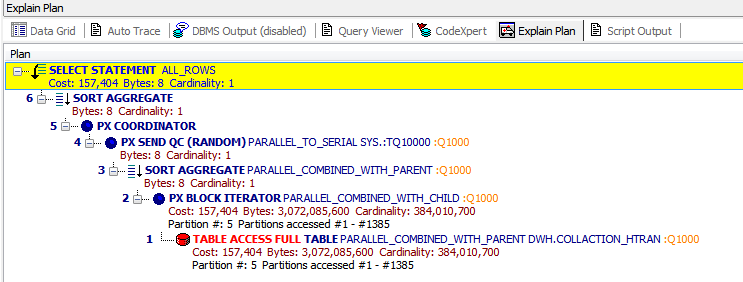 Explain Plan
Data Grid Auto Trace DBMS Output (disabled) Query Viewer CodeXpert Explain Plan Script Output
Plan
SELECT STATEMENT ALL_ROWS
Cost: 157,404 Bytes: 8 Cardinality: 1
6 SORT AGGREGATE
Bytes: 8 Cardinality: 1
5 PX COORDINATOR
4 PX SEND QC (RANDOM) PARALLEL_TO_SERIAL SYS.:TQ10000 :Q1000
Bytes: 8 Cardinality: 1
3 SORT AGGREGATE PARALLEL_COMBINED_WITH_PARENT :Q1000
Bytes: 8 Cardinality: 1
2 PX BLOCK ITERATOR PARALLEL_COMBINED_WITH_CHILD :Q1000
Cost: 157,404 Bytes: 3,072,085,600 Cardinality: 384,010,700
Partition #: 5 Partitions accessed #1 - #1385
1 TABLE ACCESS FULL TABLE PARALLEL_COMBINED_WITH_PARENT DWH.COLLACTION_HTRAN :Q1000
Cost: 157,404 Bytes: 3,072,085,600 Cardinality: 384,010,700
Partition #: 5 Partitions accessed #1 - #1385